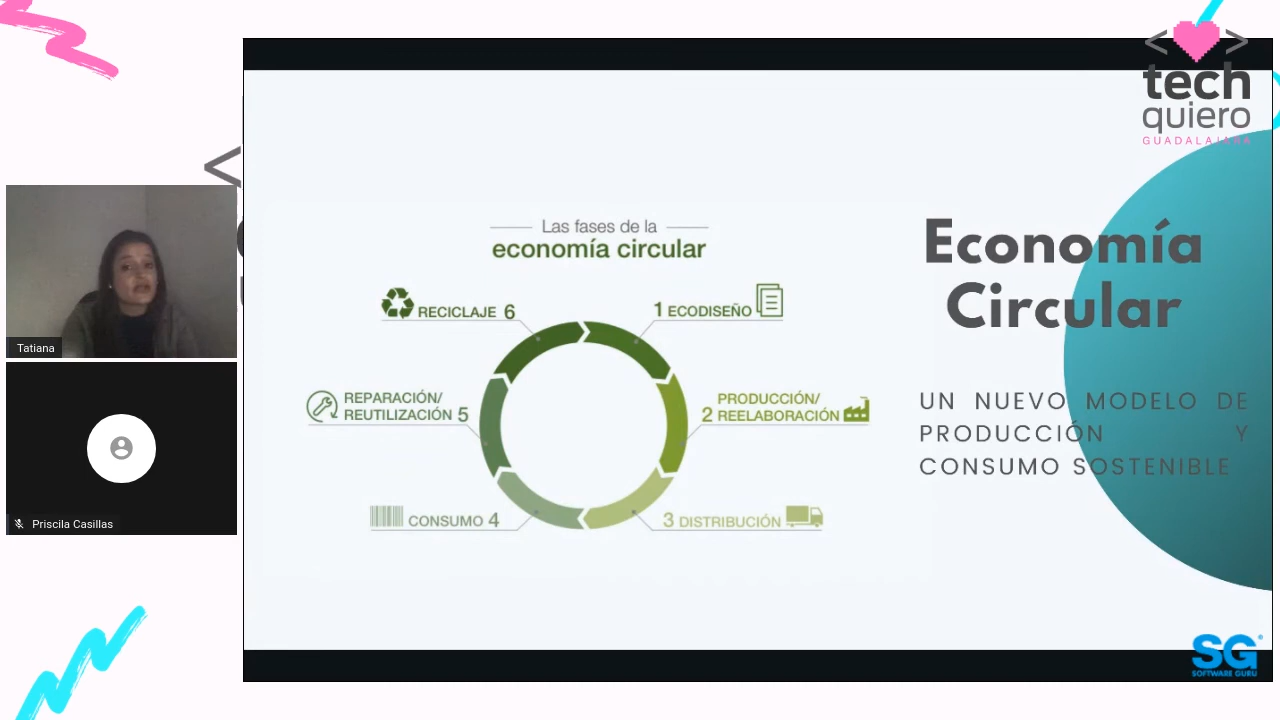 < >
tech
quiero
GUADALAJARA
Las fases de la
economía circular
RECICLAJE 6
1 ECODISEÑO
REPARACIÓN/
REUTILIZACIÓN 5
PRODUCCIÓN/
2 REELABORACIÓN
CONSUMO 4
3 DISTRIBUCIÓN
Economía
Circular
UN NUEVO MODELO DE
PRODUCCIÓN Y
CONSUMO SOSTENIBLE
Tatiana
Priscila Casillas
SG
SOFTWARE GURU